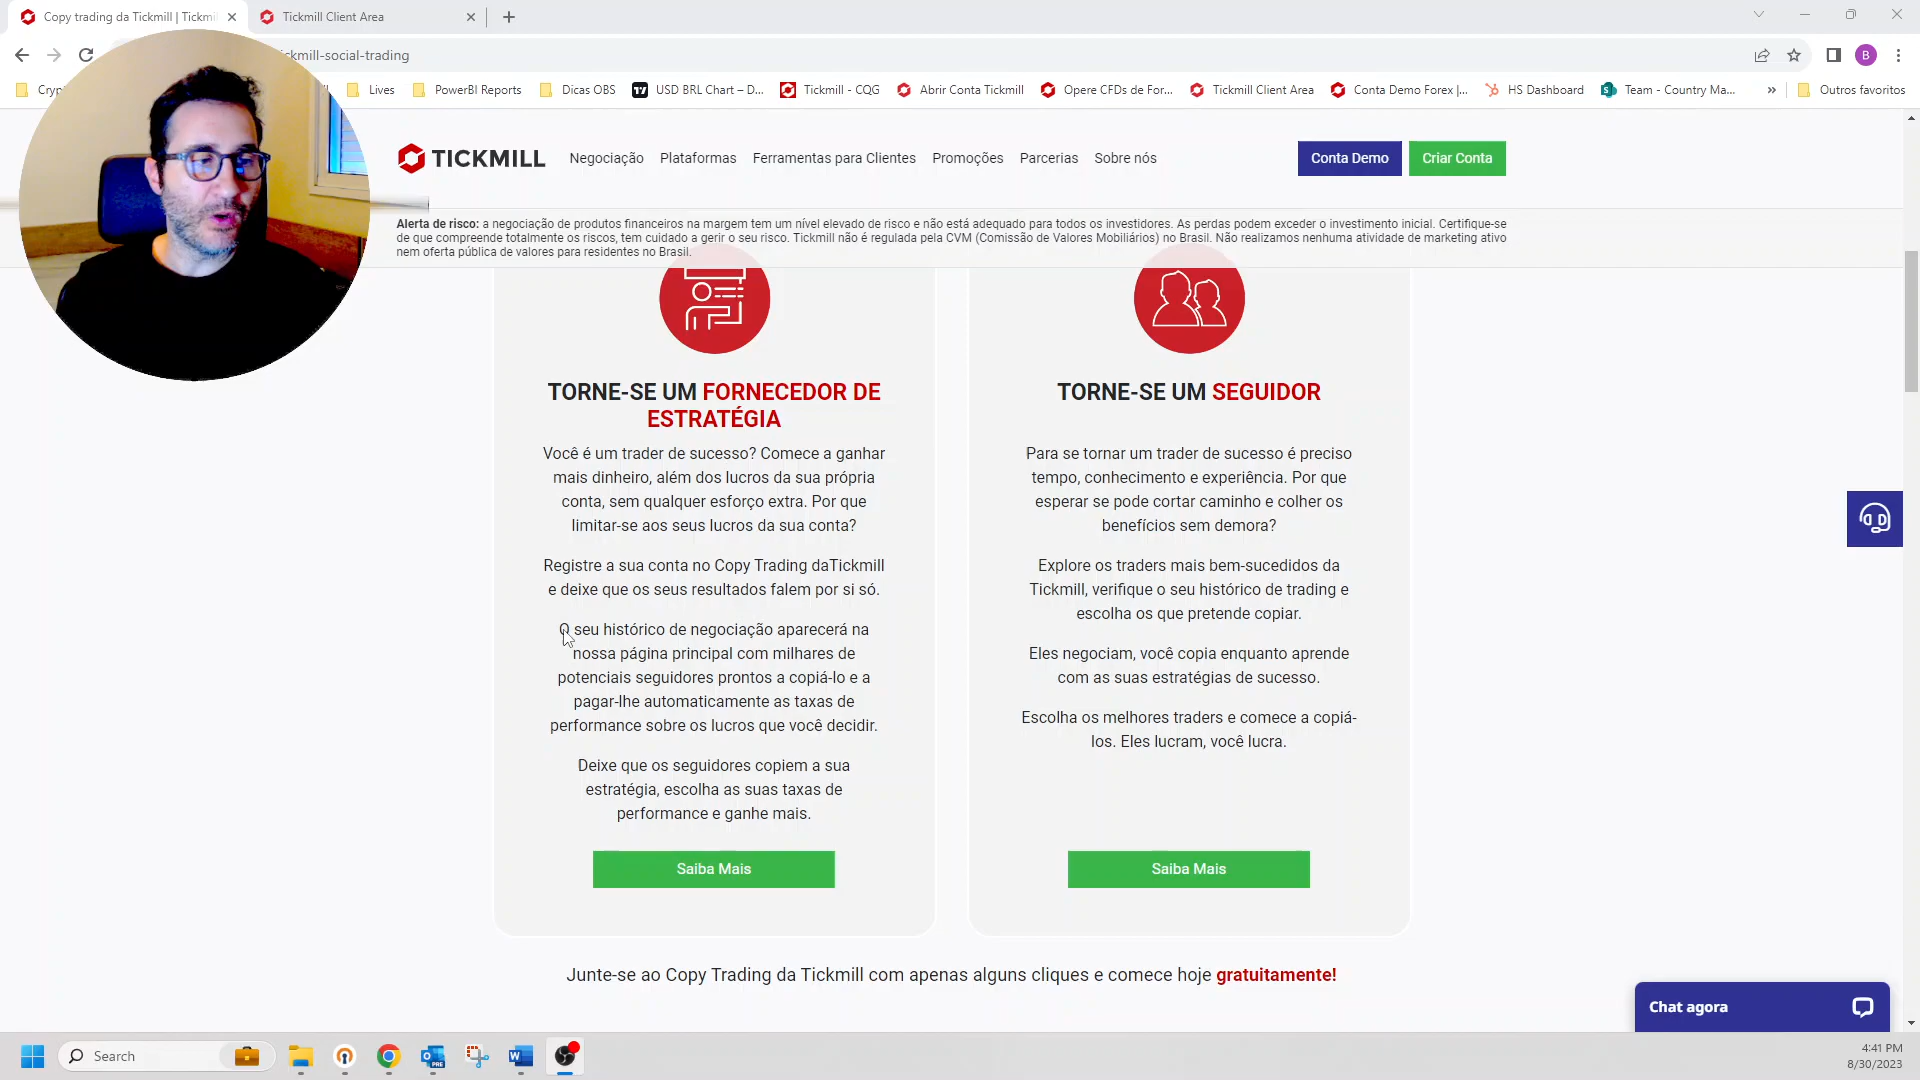 Copy trading da Tickmill | Tickmi
Tickmill Client Area
ickmill-social-trading
Cryp
Lives
PowerBI Reports
Dicas OBS
USD BRL Chart – D...
Tickmill - CQG
Abrir Conta Tickmill
Opere CFDs de For...
Tickmill Client Area
Conta Demo Forex |...
HS Dashboard
Team - Country Ma...
»
Outros favoritos
B
TICKMILL
Negociação
Plataformas
Ferramentas para Clientes
Promoções
Parcerias
Sobre nós
Conta Demo
Criar Conta
Alerta de risco: a negociação de produtos financeiros na margem tem um nível elevado de risco e não está adequado para todos os investidores. As perdas podem exceder o investimento inicial. Certifique-se
de que compreende totalmente os riscos, tem cuidado a gerir o seu risco. Tickmill não é regulada pela CVM (Comissão de Valores Mobiliários) no Brasil. Não realizamos nenhuma atividade de marketing ativo
nem oferta pública de valores para residentes no Brasil.
TORNE-SE UM FORNECEDOR DE
ESTRATÉGIA
Você é um trader de sucesso? Comece a ganhar
mais dinheiro, além dos lucros da sua própria
conta, sem qualquer esforço extra. Por que
limitar-se aos seus lucros da sua conta?
Registre a sua conta no Copy Trading daTickmill
e deixe que os seus resultados falem por si só.
O seu histórico de negociação aparecerá na
nossa página principal com milhares de
potenciais seguidores prontos a copiá-lo e a
pagar-lhe automaticamente as taxas de
performance sobre os lucros que você decidir.
Deixe que os seguidores copiem a sua
estratégia, escolha as suas taxas de
performance e ganhe mais.
Saiba Mais
TORNE-SE UM SEGUIDOR
Para se tornar um trader de sucesso é preciso
tempo, conhecimento e experiência. Por que
esperar se pode cortar caminho e colher os
benefícios sem demora?
Explore os traders mais bem-sucedidos da
Tickmill, verifique o seu histórico de trading e
escolha os que pretende copiar.
Eles negociam, você copia enquanto aprende
com as suas estratégias de sucesso.
Escolha os melhores traders e comece a copiá-
los. Eles lucram, você lucra.
Saiba Mais
Junte-se ao Copy Trading da Tickmill com apenas alguns cliques e comece hoje gratuitamente!
Chat agora
Search
4:41 PM
8/30/2023